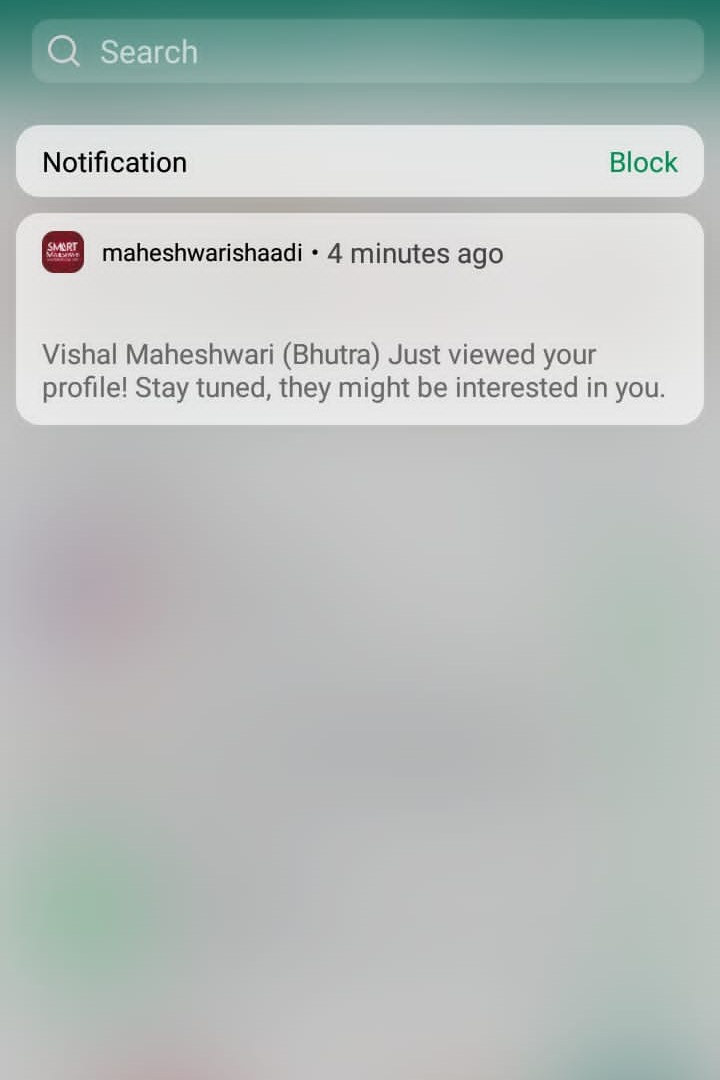 Search
Notification Block
SMART
maheshwarishaadi • 4 minutes ago
Vishal Maheshwari (Bhutra) Just viewed your
profile! Stay tuned, they might be interested in you.